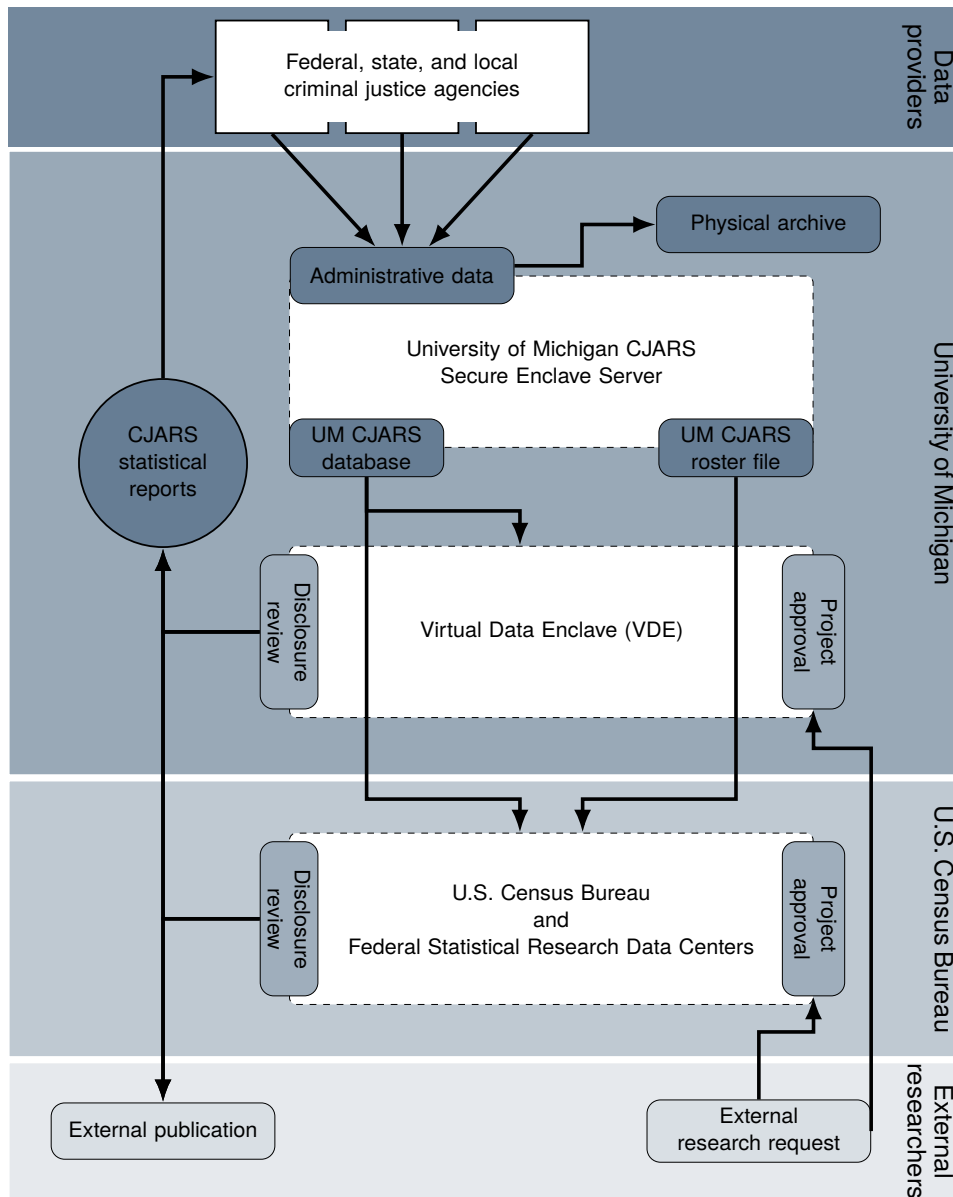 Federal, state, and local
criminal justice agencies
Data
providers
Physical archive
Administrative data
University of Michigan CJARS
Secure Enclave Server
University of Michigan
CJARS
statistical
reports
UM CJARS
database
UM CJARS
roster file
Disclosure
review
Virtual Data Enclave (VDE)
Project
approval
Disclosure
review
U.S. Census Bureau
and
Federal Statistical Research Data Centers
Project
approval
U.S. Census Bureau
External publication
External
research request
External
researchers